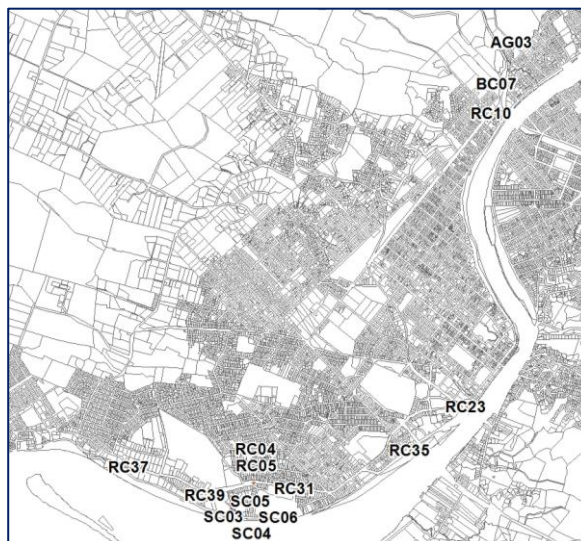 AG03
BC07
RC10
RC23
RC35
RC04
RC05
RC37
RC39
RC31
SC05
SC03
SC06
SC04